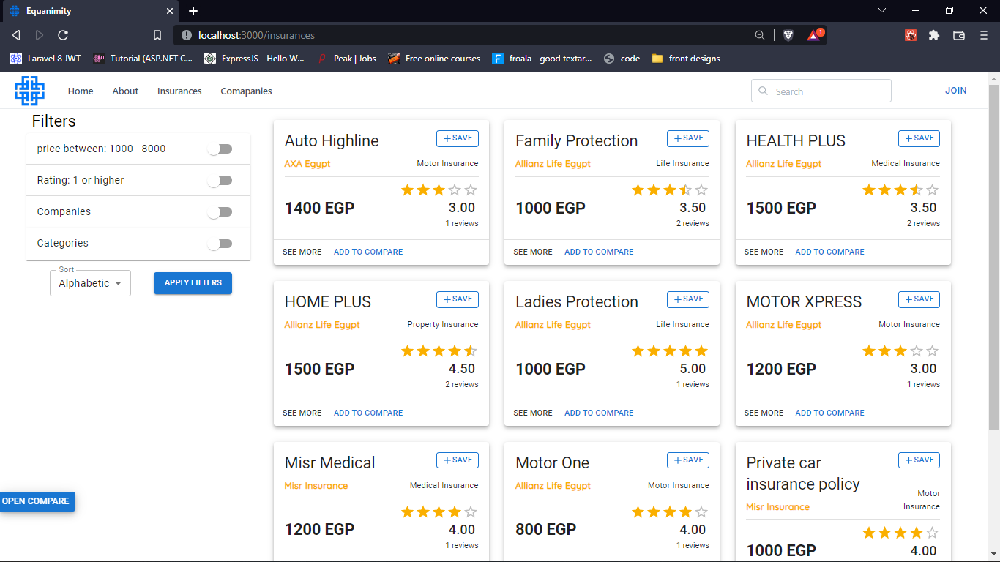 Equanimity
localhost:3000/insurances
1
Laravel 8 JWT
Tutorial (ASP.NET C...
ExpressJS - Hello W...
Peak | Jobs
Free online courses
froala - good textar...
code
front designs
Home About Insurances Comapanies
Search
JOIN
Filters
price between: 1000 - 8000
Rating: 1 or higher
Companies
Categories
Sort
Alphabetic
APPLY FILTERS
OPEN COMPARE
Auto Highline
+ SAVE
AXA Egypt
Motor Insurance
1400 EGP
3.00
1 reviews
SEE MORE ADD TO COMPARE
Family Protection
+ SAVE
Allianz Life Egypt
Life Insurance
1000 EGP
3.50
2 reviews
SEE MORE ADD TO COMPARE
HEALTH PLUS
+ SAVE
Allianz Life Egypt
Medical Insurance
1500 EGP
3.50
2 reviews
SEE MORE ADD TO COMPARE
HOME PLUS
+ SAVE
Allianz Life Egypt
Property Insurance
1500 EGP
4.50
2 reviews
SEE MORE ADD TO COMPARE
Ladies Protection
+ SAVE
Allianz Life Egypt
Life Insurance
1000 EGP
5.00
1 reviews
SEE MORE ADD TO COMPARE
MOTOR XPRESS
+ SAVE
Allianz Life Egypt
Motor Insurance
1200 EGP
3.00
1 reviews
SEE MORE ADD TO COMPARE
Misr Medical
+ SAVE
Misr Insurance
Medical Insurance
1200 EGP
4.00
1 reviews
Motor One
+ SAVE
Allianz Life Egypt
Motor Insurance
800 EGP
4.00
1 reviews
Private car
insurance policy
+ SAVE
Misr Insurance
Motor
Insurance
1000 EGP
4.00